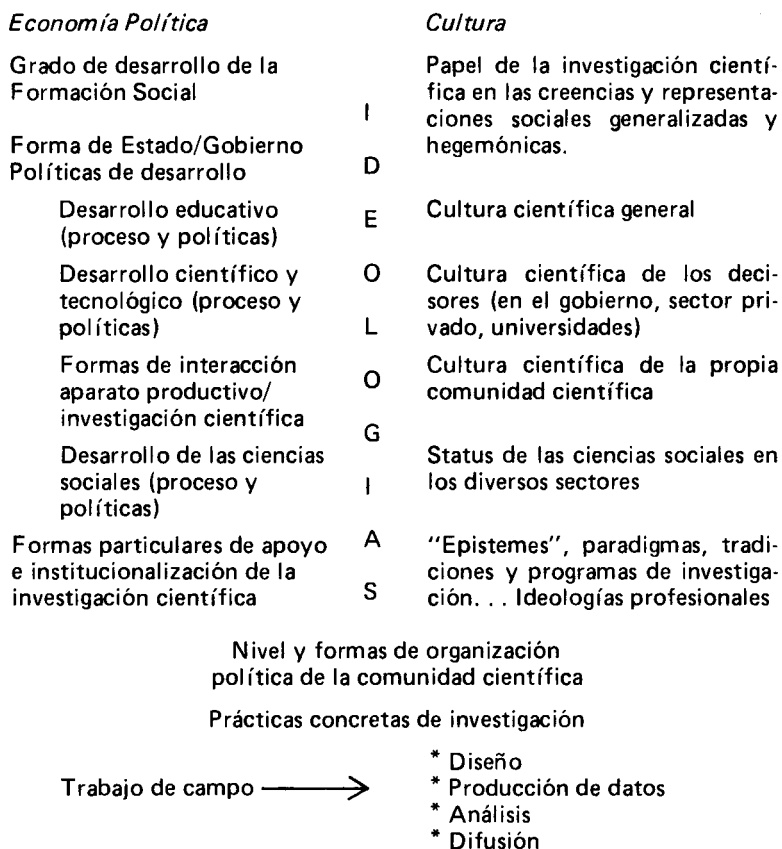 Economía Política
Grado de desarrollo de la
Formación Social
Forma de Estado/Gobierno
Políticas de desarrollo
Desarrollo educativo
(proceso y políticas)
Desarrollo científico y
tecnológico (proceso y
políticas)
Formas de interacción
aparato productivo/
investigación científica
Desarrollo de las ciencias
sociales (proceso y
políticas)
Formas particulares de apoyo
e institucionalización de la
investigación científica
I
D
E
O
L
O
G
I
A
S
Cultura
Papel de la investigación cientí-
fica en las creencias y representa-
ciones sociales generalizadas y
hegemónicas.
Cultura científica general
Cultura científica de los deci-
sores (en el gobierno, sector pri-
vado, universidades)
Cultura científica de la propia
comunidad científica
Status de las ciencias sociales en
los diversos sectores
"Epistemes", paradigmas, tradi-
ciones y programas de investiga-
ción. . . Ideologías profesionales
Nivel y formas de organización
política de la comunidad científica
Prácticas concretas de investigación
Trabajo de campo →
* Diseño
* Producción de datos
* Análisis
* Difusión